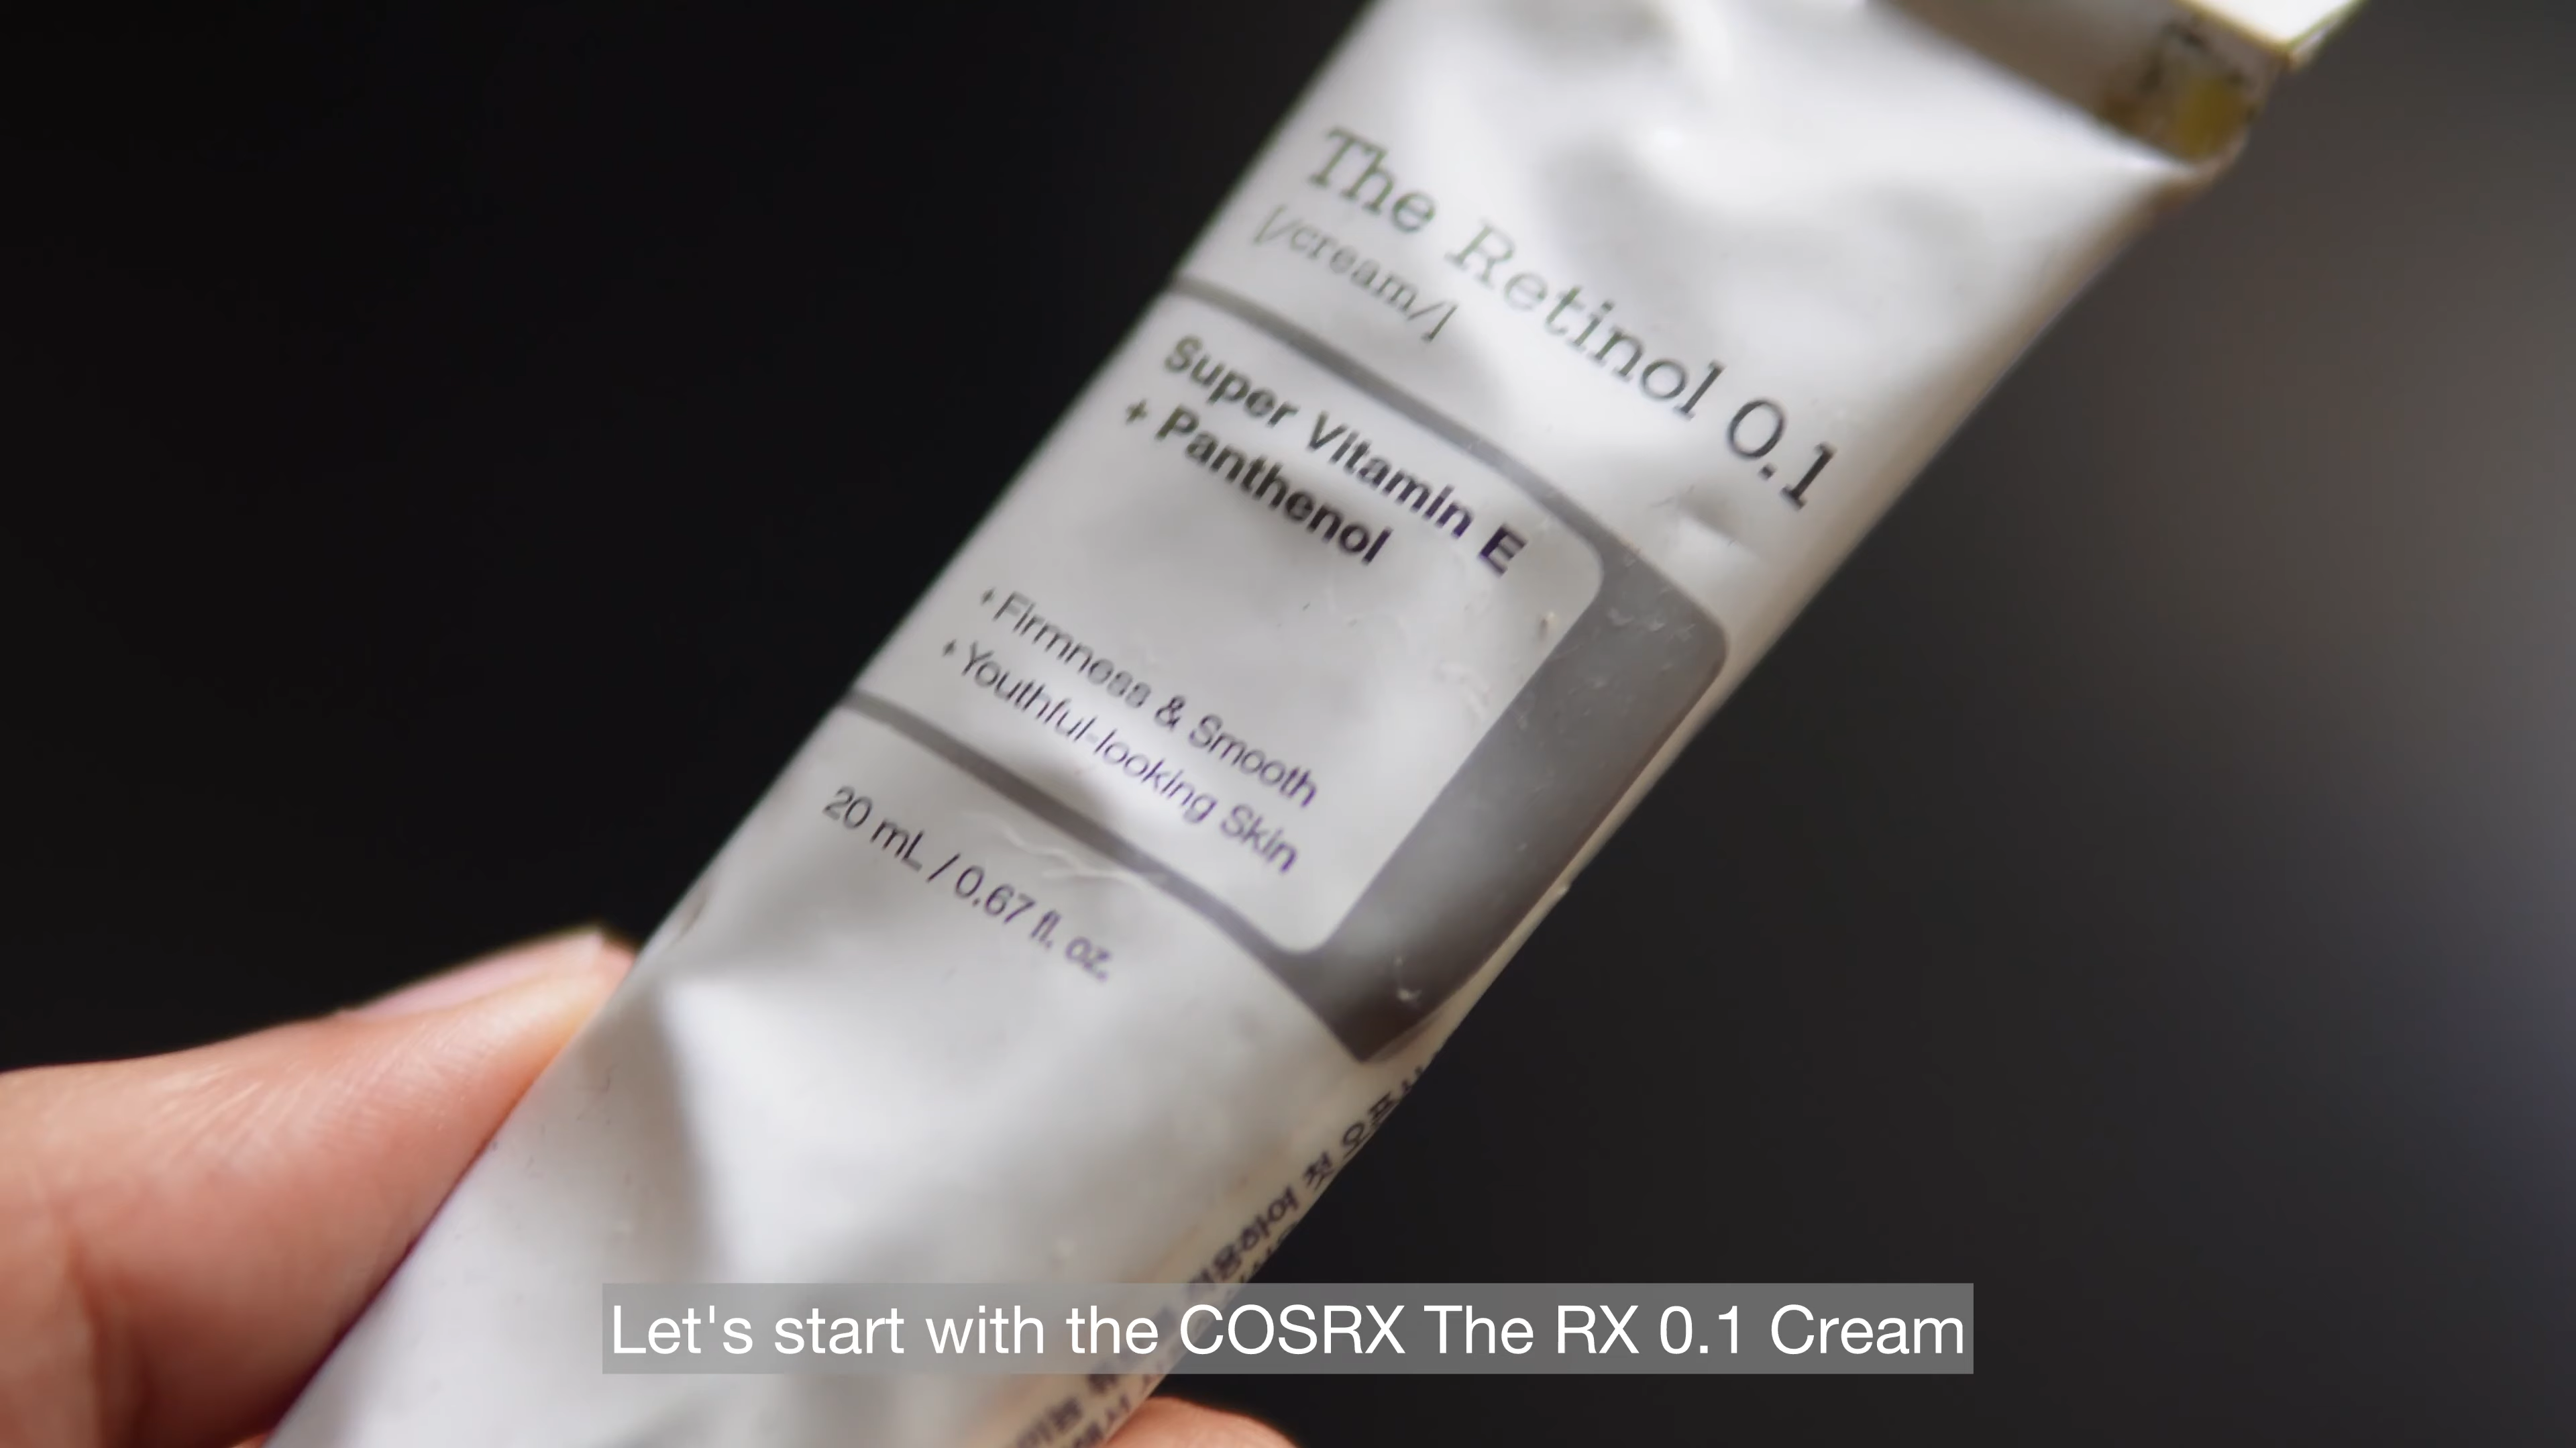 The Retinol 0.1
[/cream/]
Super Vitamin E
+ Panthenol
+ Firmness & Smooth
+ Youthful-looking Skin
20 mL / 0.67 fl. oz.
첫
Let's start with the COSRX The RX 0.1 Cream